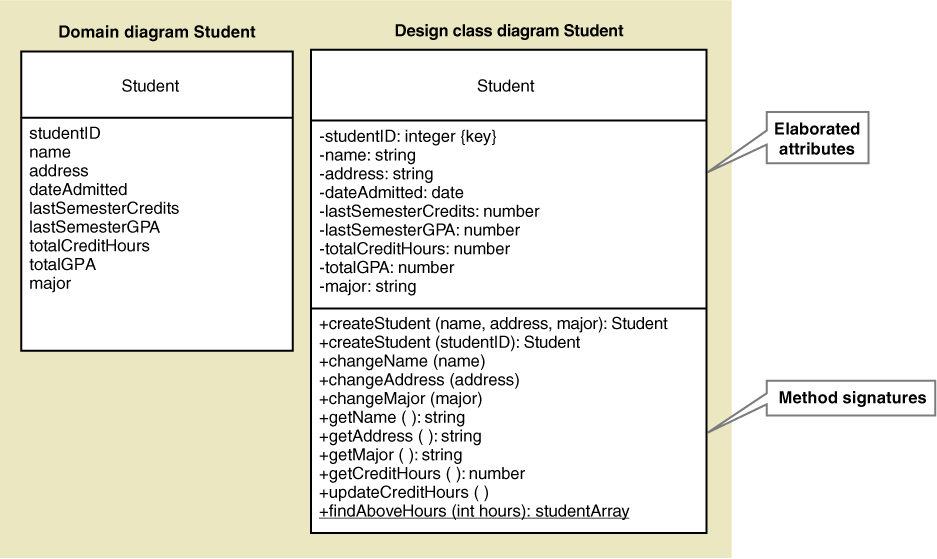 Domain diagram Student
Student
studentID
name
address
dateAdmitted
lastSemesterCredits
lastSemesterGPA
totalCreditHours
totalGPA
major
Design class diagram Student
Student
-studentID: integer {key}
-name: string
-address: string
-dateAdmitted: date
-lastSemesterCredits: number
-lastSemesterGPA: number
-totalCreditHours: number
-totalGPA: number
-major: string
+createStudent (name, address, major): Student
+createStudent (studentID): Student
+changeName (name)
+changeAddress (address)
+changeMajor (major)
+getName ( ): string
+getAddress ( ): string
+getMajor ( ): string
+getCreditHours ( ): number
+updateCreditHours ( )
+findAboveHours (int hours): studentArray
Elaborated
attributes
Method signatures